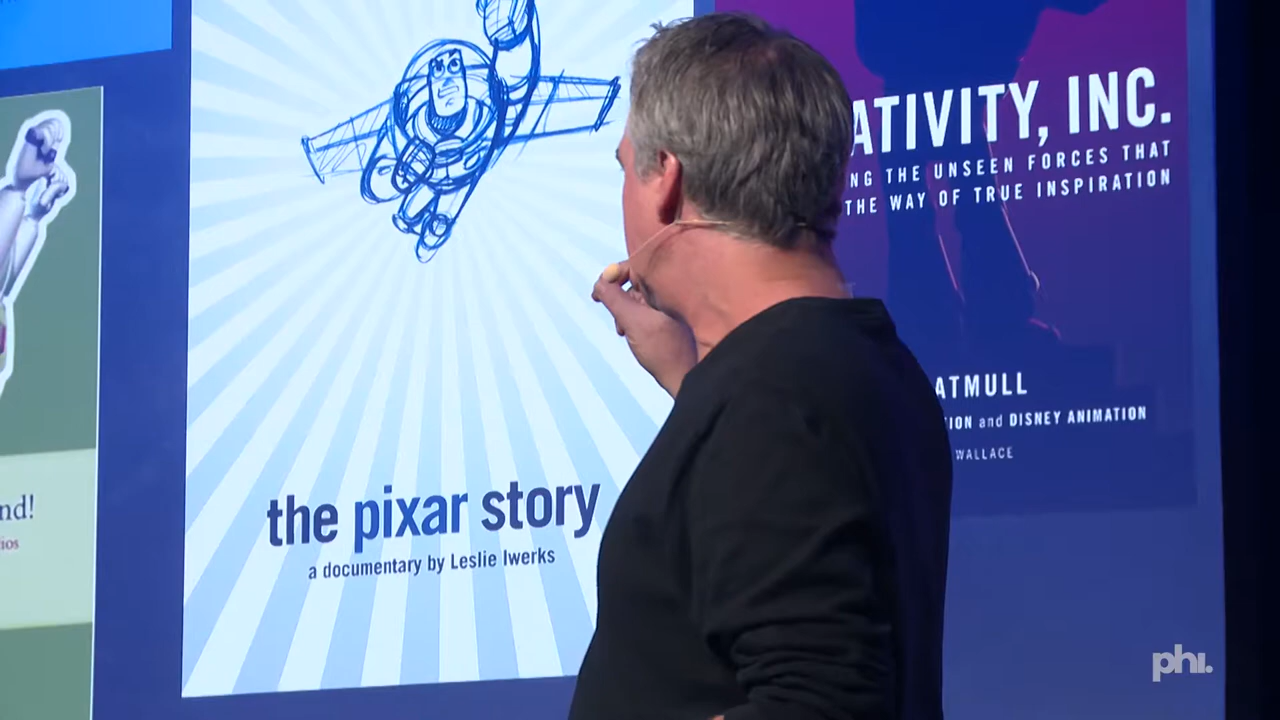 nd!
ios
the pixar story
a documentary by Leslie Iwerks
ATIVITY, INC.
NG THE UNSEEN FORCES THAT
THE WAY OF TRUE INSPIRATION
ATMULL
ION and DISNEY ANIMATION
WALLACE
phi.